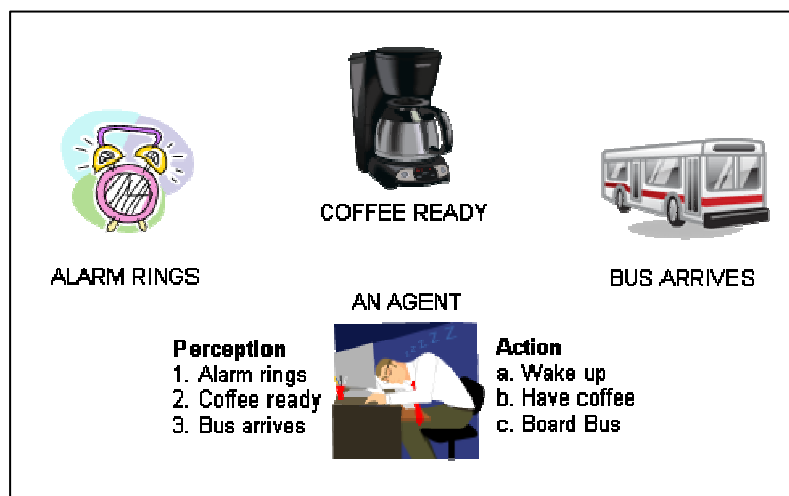 COFFEE READY
ALARM RINGS
BUS ARRIVES
AN AGENT
Perception
1. Alarm rings
2. Coffee ready
3. Bus arrives
zzzZZZ
Action
a. Wake up
b. Have coffee
c. Board Bus